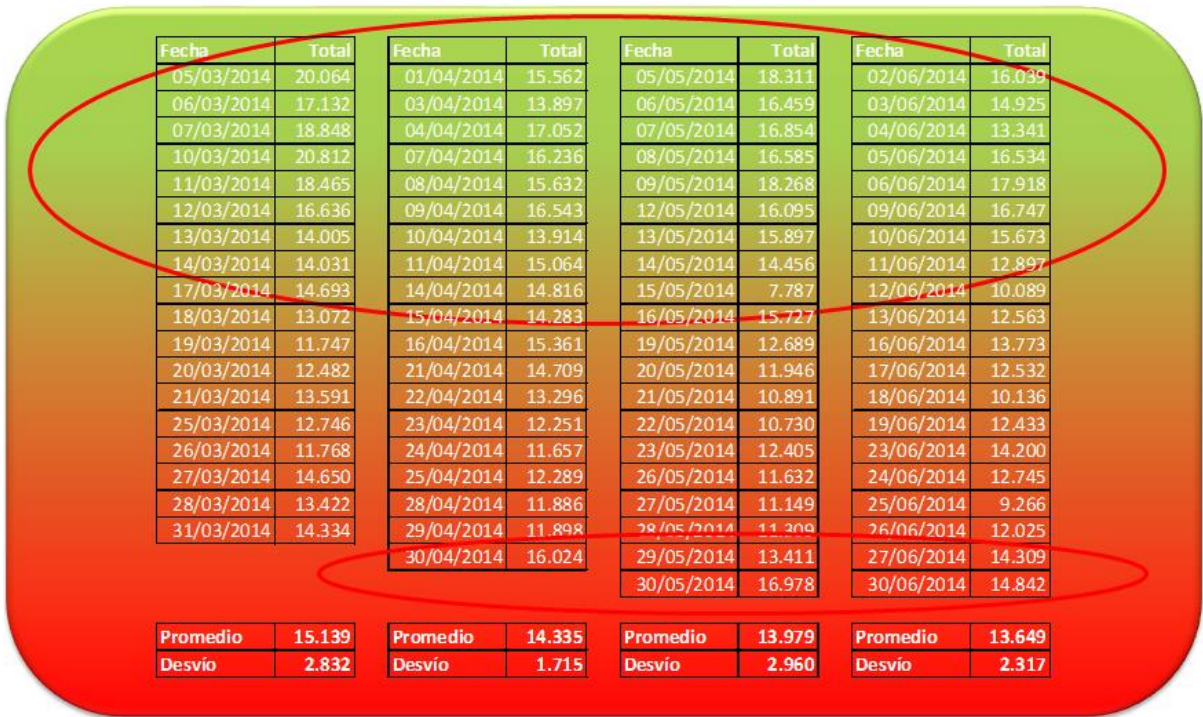 Fecha Total Fecha Total Fecha Total Fecha Total
05/03/2014 20.064 01/04/2014 15.562 05/05/2014 18.311 02/06/2014 16.039
06/03/2014 17.132 03/04/2014 13.897 06/05/2014 16.459 03/06/2014 14.925
07/03/2014 18.848 04/04/2014 17.052 07/05/2014 16.854 04/06/2014 13.341
10/03/2014 20.812 07/04/2014 16.236 08/05/2014 16.585 05/06/2014 16.534
11/03/2014 18.465 08/04/2014 15.632 09/05/2014 18.268 06/06/2014 17.918
12/03/2014 16.636 09/04/2014 16.543 12/05/2014 16.095 09/06/2014 16.747
13/03/2014 14.005 10/04/2014 13.914 13/05/2014 15.897 10/06/2014 15.673
14/03/2014 14.031 11/04/2014 15.064 14/05/2014 14.456 11/06/2014 12.897
17/03/2014 14.693 14/04/2014 14.816 15/05/2014 7.787 12/06/2014 10.089
18/03/2014 13.072 15/04/2014 14.283 16/05/2014 15.727 13/06/2014 12.563
19/03/2014 11.747 16/04/2014 15.361 19/05/2014 12.689 16/06/2014 13.773
20/03/2014 12.482 21/04/2014 14.709 20/05/2014 11.946 17/06/2014 12.532
21/03/2014 13.591 22/04/2014 13.296 21/05/2014 10.891 18/06/2014 10.136
25/03/2014 12.746 23/04/2014 12.251 22/05/2014 10.730 19/06/2014 12.433
26/03/2014 11.768 24/04/2014 11.657 23/05/2014 12.405 23/06/2014 14.200
27/03/2014 14.650 25/04/2014 12.289 26/05/2014 11.632 24/06/2014 12.745
28/03/2014 13.422 28/04/2014 11.886 27/05/2014 11.149 25/06/2014 9.266
31/03/2014 14.334 29/04/2014 11.898 28/05/2014 11.309 26/06/2014 12.025
30/04/2014 16.024 29/05/2014 13.411 27/06/2014 14.309
30/05/2014 16.978 30/06/2014 14.842
Promedio 15.139 Promedio 14.335 Promedio 13.979 Promedio 13.649
Desvío 2.832 Desvío 1.715 Desvío 2.960 Desvío 2.317